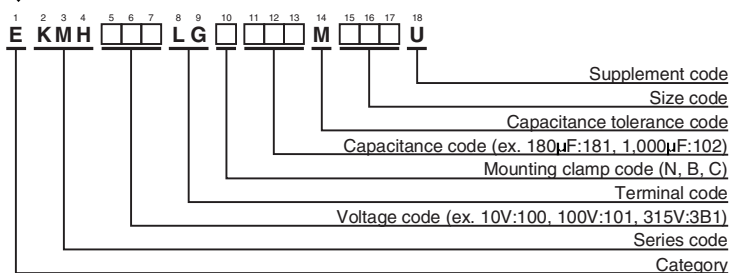 1 2 3 4 5 6 7 8 9 10 11 12 13 14 15 16 17 18
E KMH □□□ LG □ □□□ M □□□ U
Supplement code
Size code
Capacitance tolerance code
Capacitance code (ex. 180µF:181, 1,000µF:102)
Mounting clamp code (N, B, C)
Terminal code
Voltage code (ex. 10V:100, 100V:101, 315V:3B1)
Series code
Category